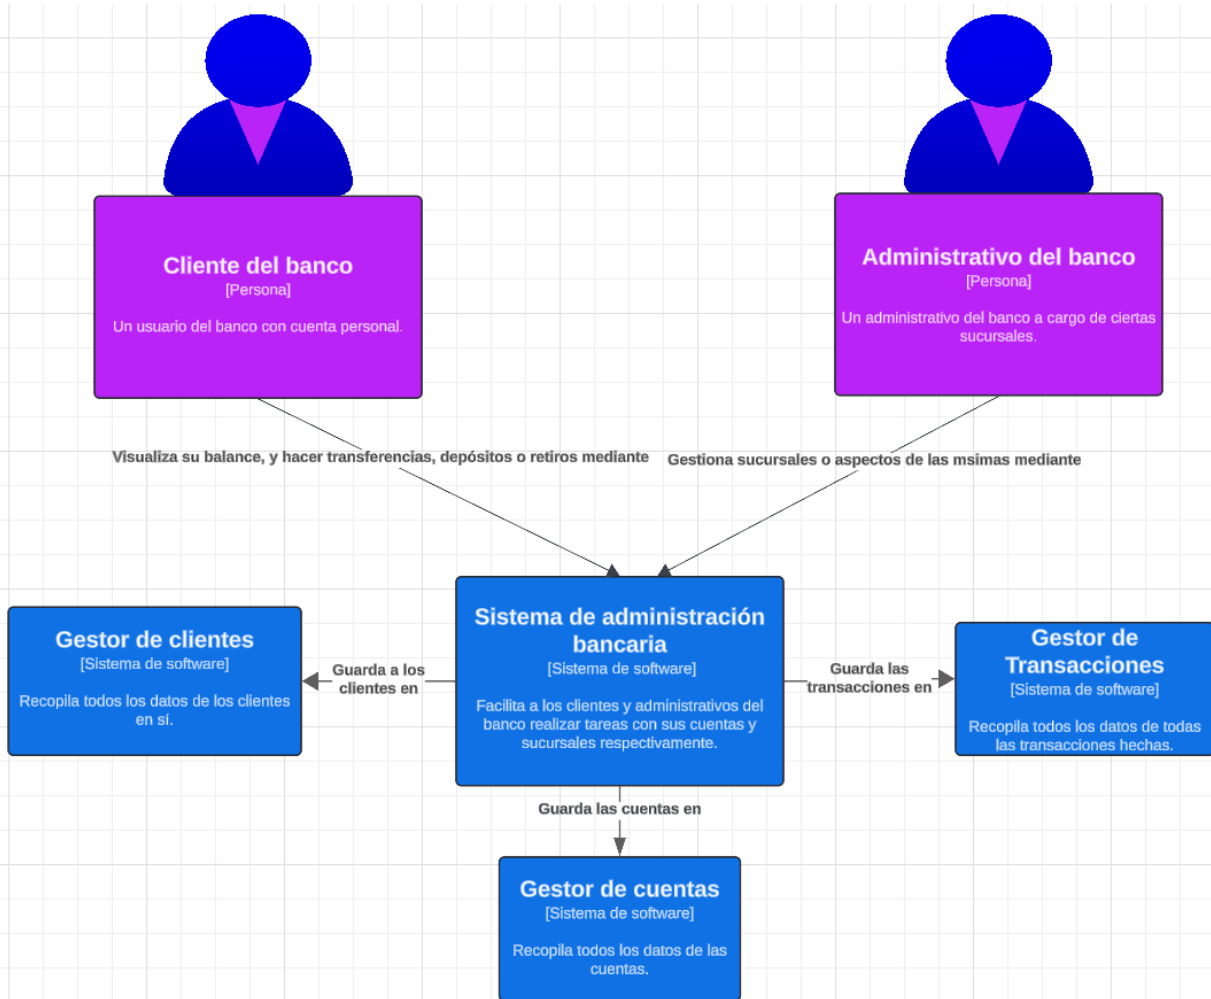 Cliente del banco
[Persona]
Un usuario del banco con cuenta personal.
Administrativo del banco
[Persona]
Un administrativo del banco a cargo de ciertas
sucursales.
Visualiza su balance, y hacer transferencias, depósitos o retiros mediante
Gestiona sucursales o aspectos de las msimas mediante
Gestor de clientes
[Sistema de software]
Recopila todos los datos de los clientes
en sí.
Guarda a los
clientes en
Sistema de administración
bancaria
[Sistema de software]
Facilita a los clientes y administrativos del
banco realizar tareas con sus cuentas y
sucursales respectivamente.
Guarda las
transacciones en
Gestor de
Transacciones
[Sistema de software]
Recopila todos los datos de todas
las transacciones hechas.
Guarda las cuentas en
Gestor de cuentas
[Sistema de software]
Recopila todos los datos de las
cuentas.